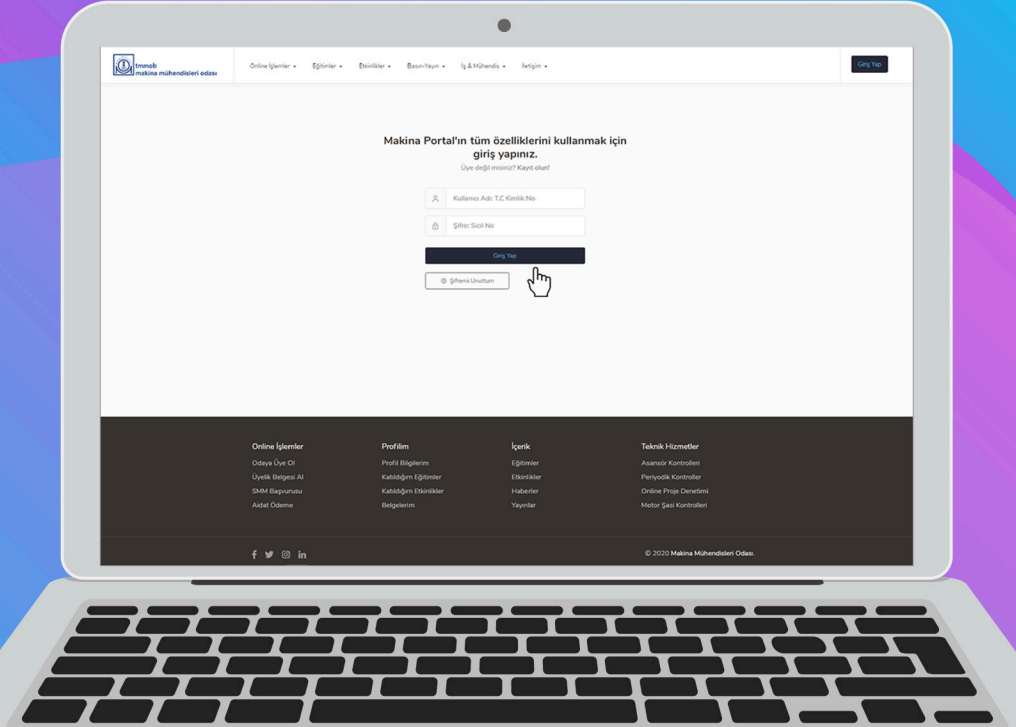 tmmob
makina mühendisleri odası
Online İşlemler
Eğitimler
Etkinlikler
Basın-Yayın
İş & Mühendis
İletişim
Giriş Yap
Makina Portal'ın tüm özelliklerini kullanmak için
giriş yapınız.
Üye değil misiniz? Kayıt olun!
Kullanıcı Adı: T.C Kimlik No
Şifre: Sicil No
Giriş Yap
Şifremi Unuttum
Online İşlemler
Odaya Üye Ol
Üyelik Belgesi Al
SMM Başvurusu
Aidat Ödeme
Profilim
Profil Bilgilerim
Katıldığım Eğitimler
Katıldığım Etkinlikler
Belgelerim
İçerik
Eğitimler
Etkinlikler
Haberler
Yayınlar
Teknik Hizmetler
Asansör Kontrolleri
Periyodik Kontroller
Online Proje Denetimi
Motor Şasi Kontrolleri
© 2020 Makina Mühendisleri Odası.